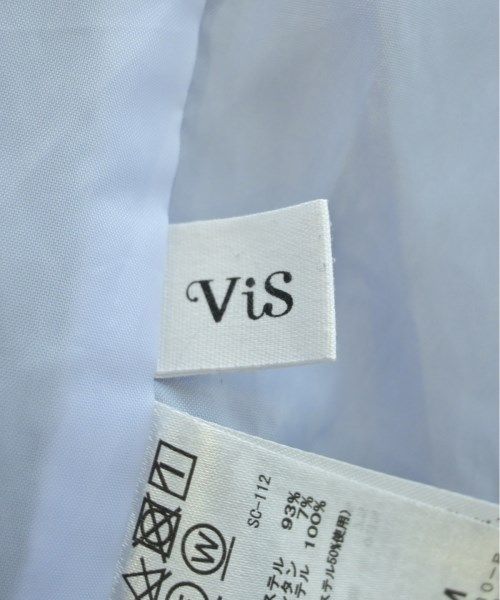 ViS
W
SC-112
ステル 93%
タン 7%
テル 100%
ステル50%使用)
M